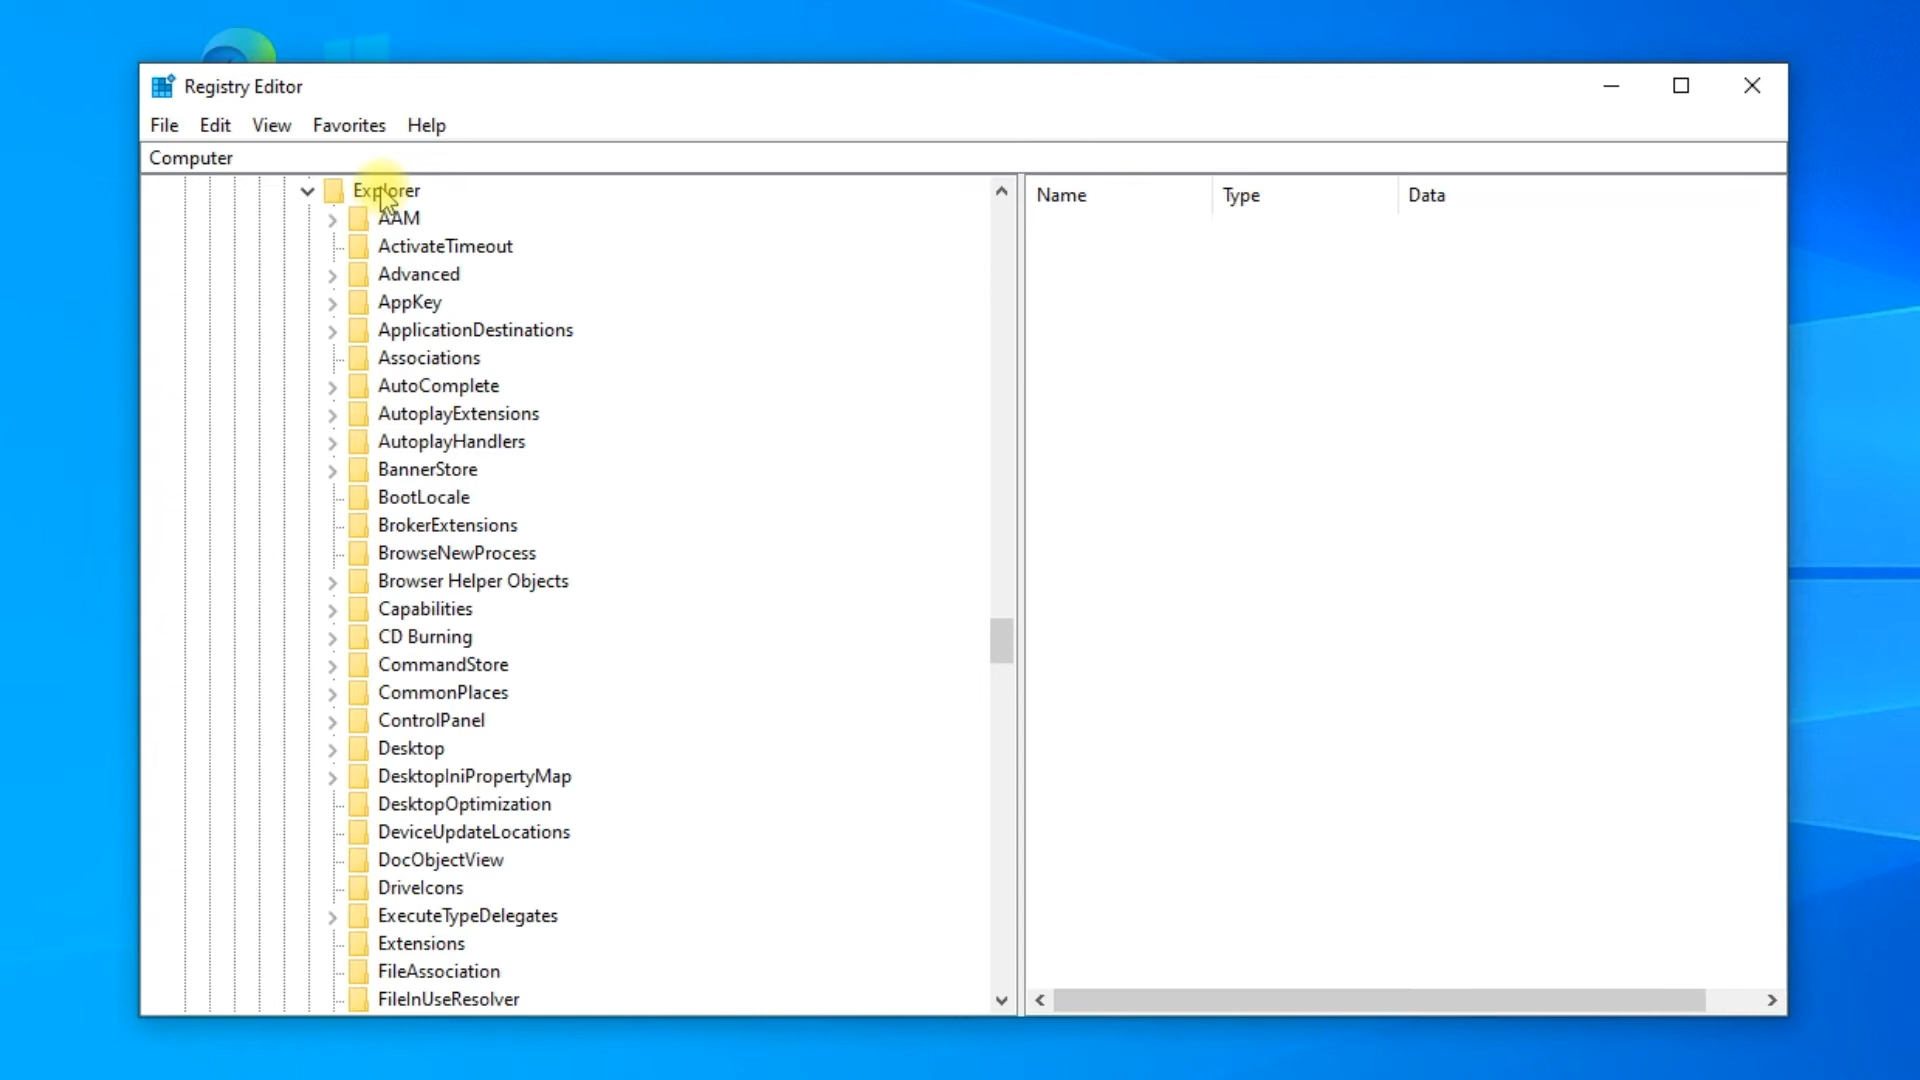 Registry Editor
File Edit View Favorites Help
Computer
Explorer
AAM
ActivateTimeout
Advanced
AppKey
ApplicationDestinations
Associations
AutoComplete
AutoplayExtensions
AutoplayHandlers
BannerStore
BootLocale
BrokerExtensions
BrowseNewProcess
Browser Helper Objects
Capabilities
CD Burning
CommandStore
CommonPlaces
ControlPanel
Desktop
DesktopIniPropertyMap
DesktopOptimization
DeviceUpdateLocations
DocObjectView
DriveIcons
ExecuteTypeDelegates
Extensions
FileAssociation
FileInUseResolver
Name Type Data